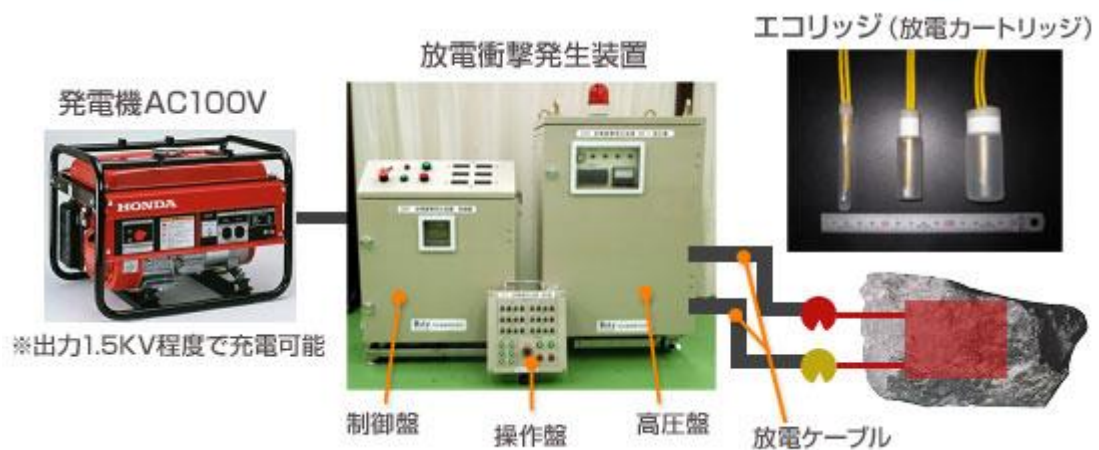 エコリッジ（放電カートリッジ）
放電衝撃発生装置
発電機AC100V
HONDA
※出力1.5KV程度で充電可能
制御盤
操作盤
高圧盤
放電ケーブル